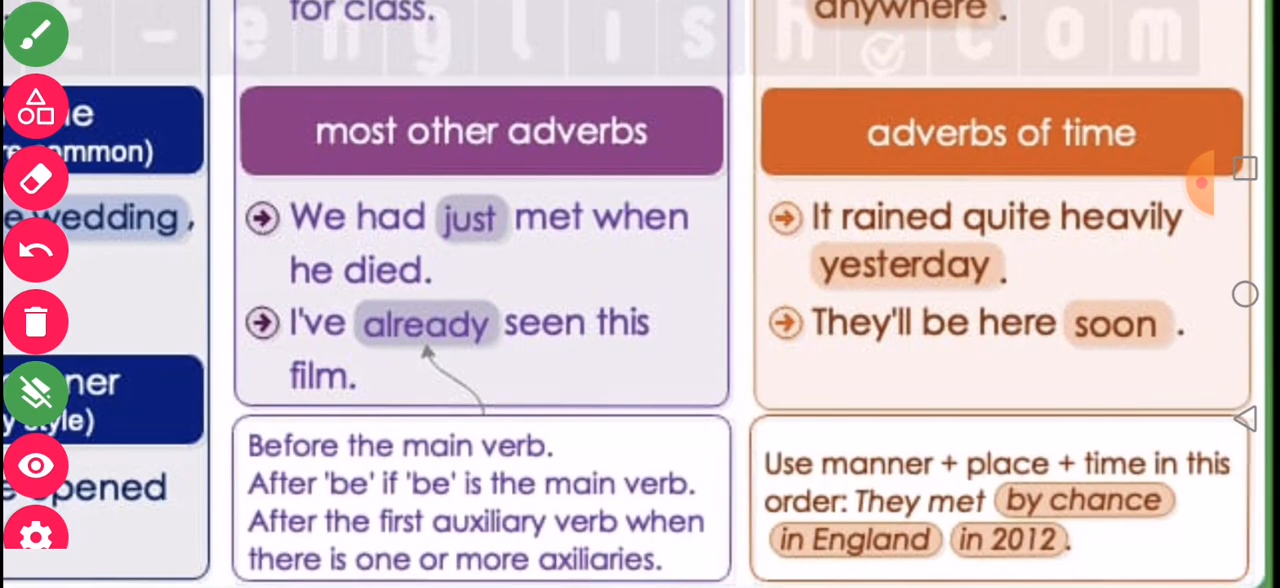 for class.
anywhere .
t - e n g l i s h . c o m
ommon)
most other adverbs
adverbs of time
wedding ,
We had just met when
he died.
I've already seen this
film.
It rained quite heavily
yesterday .
They'll be here soon .
style)
opened
Before the main verb.
After 'be' if 'be' is the main verb.
After the first auxiliary verb when
there is one or more axiliaries.
Use manner + place + time in this
order: They met by chance
in England in 2012 .